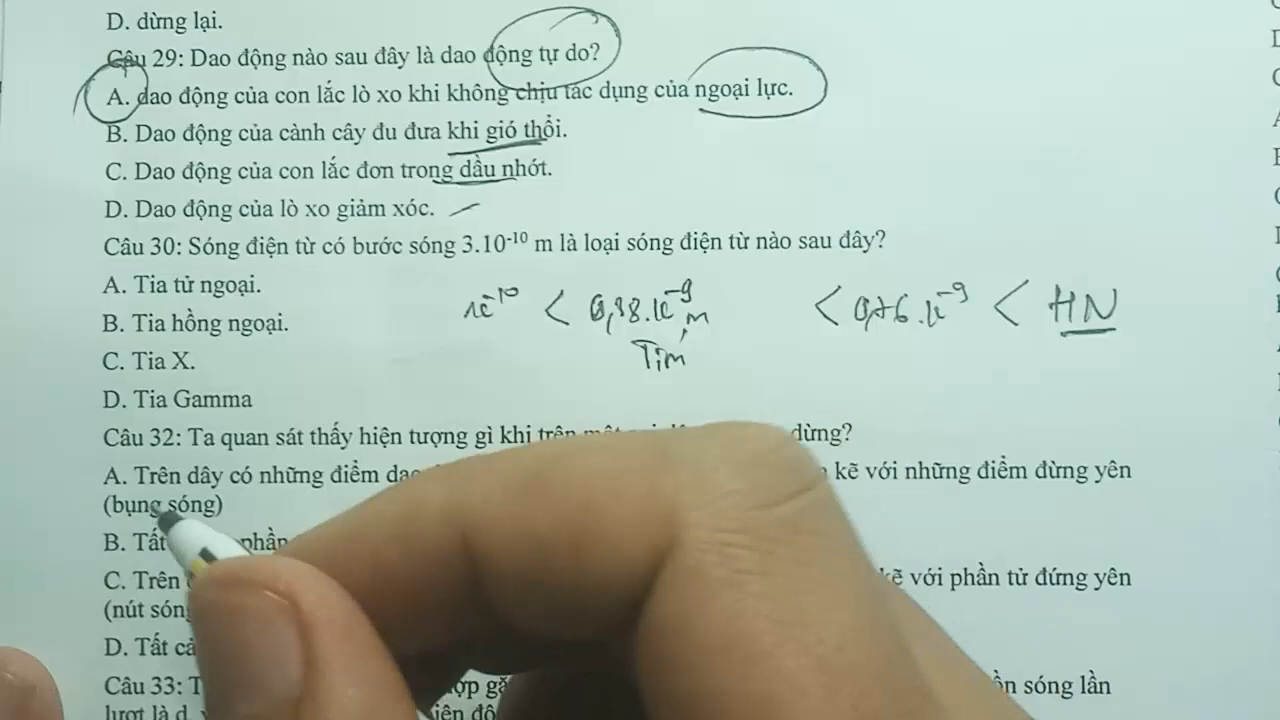 D. dừng lại.
Câu 29: Dao động nào sau đây là dao động tự do?
A. dao động của con lắc lò xo khi không chịu tác dụng của ngoại lực.
B. Dao động của cành cây đu đưa khi gió thổi.
C. Dao động của con lắc đơn trong dầu nhớt.
D. Dao động của lò xo giảm xóc.
Câu 30: Sóng điện từ có bước sóng 3.10⁻¹⁰ m là loại sóng điện từ nào sau đây?
A. Tia tử ngoại.
B. Tia hồng ngoại.
10⁻¹⁰ < 0,38.10⁻⁹ m < 0,76.10⁻⁹ < HN
Tím
C. Tia X.
D. Tia Gamma
Câu 32: Ta quan sát thấy hiện tượng gì khi trên dừng?
A. Trên dây có những điểm kẽ với những điểm đừng yên
(bụng sóng)
B. Tất phần
C. Trên với phần tử đứng yên
(nút
D. Tất
Câu 33: sóng lần
lượt là d